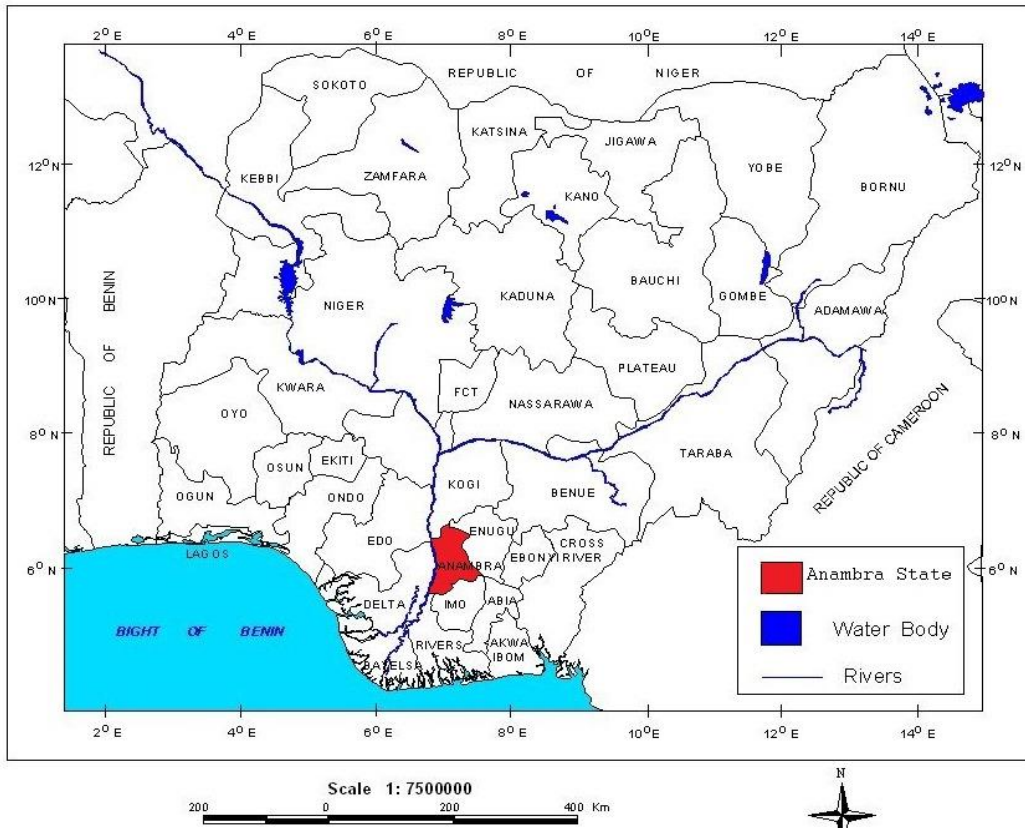 2° E 4° E 6° E 8° E 10° E 12° E 14° E
REPUBLIC OF NIGER
SOKOTO
KATSINA
JIGAWA
12° N 12° N
KEBBI
ZAMFARA
KANO
YOBE
BORNU
REPUBLIC OF BENIN
10° N 10° N
NIGER
KADUNA
BAUCHI
GOMBE
ADAMAWA
KWARA
FCT
PLATEAU
NASSARAWA
OYO
8° N 8° N
OSUN
EKITI
KOGI
BENUE
TARABA
REPUBLIC OF CAMEROON
OGUN
ONDO
EDO
ENUGU
EBONYI
CROSS
RIVER
LAGOS
6° N 6° N
ANAMBRA
DELTA
IMO
ABIA
BIGHT OF BENIN
RIVERS
AKWA
IBOM
BAYELSA
Anambra State
Water Body
Rivers
2° E 4° E 6° E 8° E 10° E 12° E 14° E
Scale 1: 7500000
200 0 200 400 Km
N